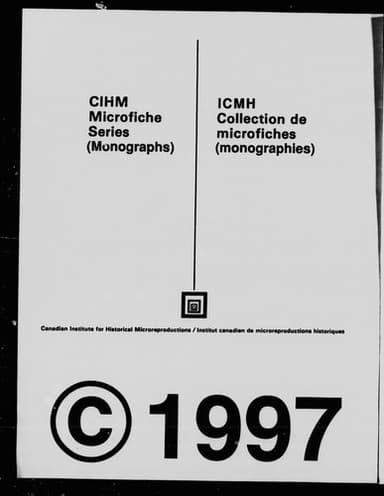 CIHM
Microfiche
Series
(Monographs)
ICMH
Collection de
microfiches
(monographies)
Canadian Institute for Historical Microreproductions / Institut canadien de microreproductions historiques
© 1997